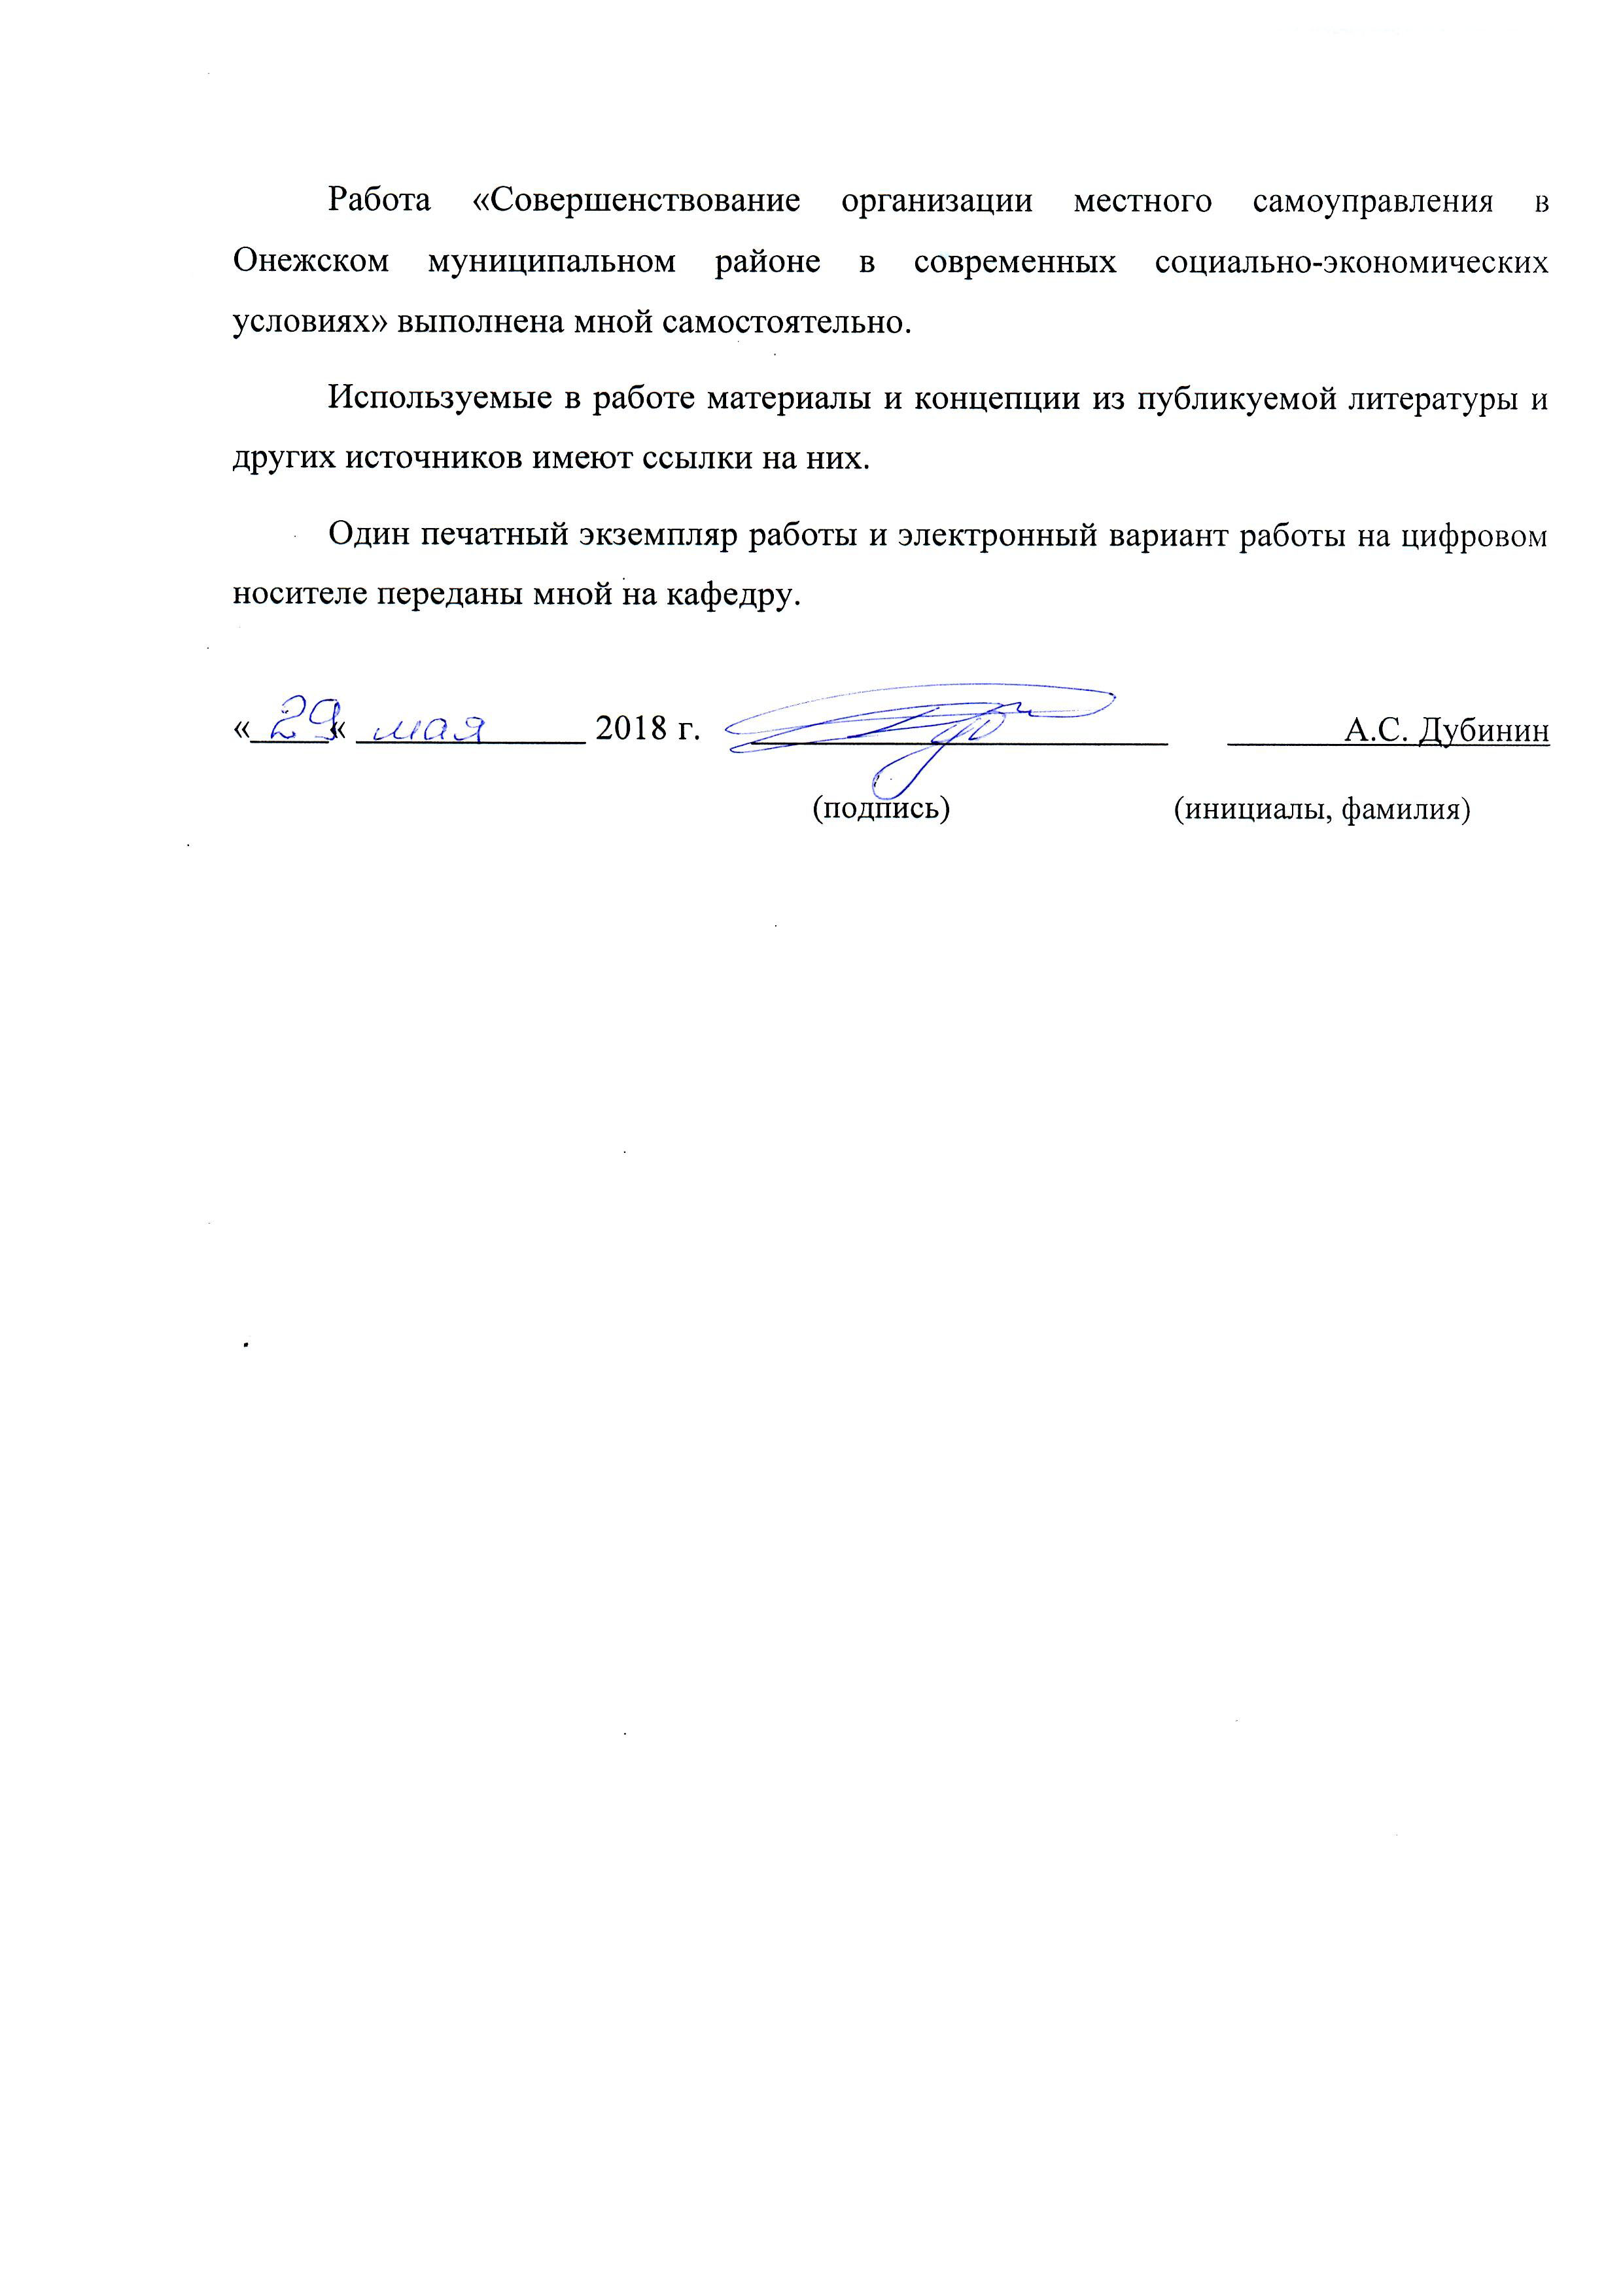 Работа «Совершенствование организации местного самоуправления в
Онежском муниципальном районе в современных социально-экономических
условиях» выполнена мной самостоятельно.
Используемые в работе материалы и концепции из публикуемой литературы и
других источников имеют ссылки на них.
Один печатный экземпляр работы и электронный вариант работы на цифровом
носителе переданы мной на кафедру.
«29« мая 2018 г. А.С. Дубинин
(подпись) (инициалы, фамилия)